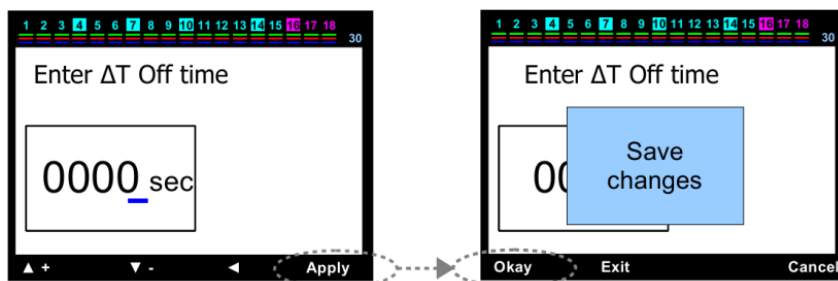 1 2 3 4 5 6 7 8 9 10 11 12 13 14 15 16 17 18
30
Enter ΔT Off time
0000 sec
▲ + ▼ - ◄ Apply
1 2 3 4 5 6 7 8 9 10 11 12 13 14 15 16 17 18
30
Enter ΔT Off time
00
Save
changes
Okay Exit Cancel